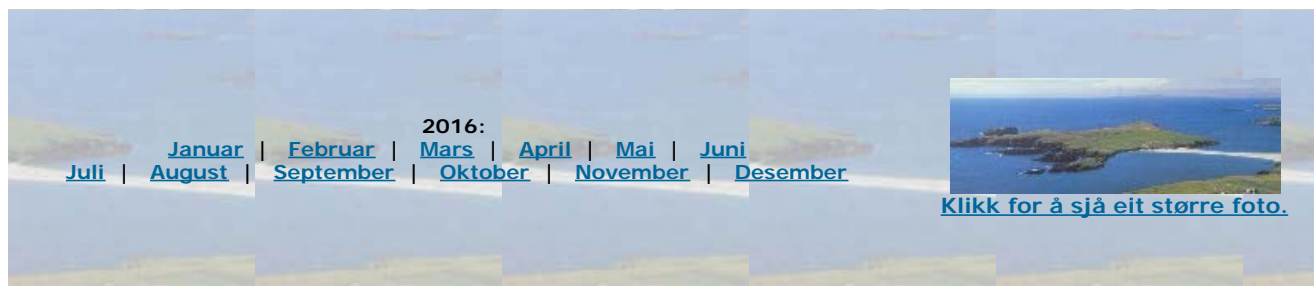 2016:
Januar | Februar | Mars | April | Mai | Juni
Juli | August | September | Oktober | November | Desember
Klikk for å sjå eit større foto.